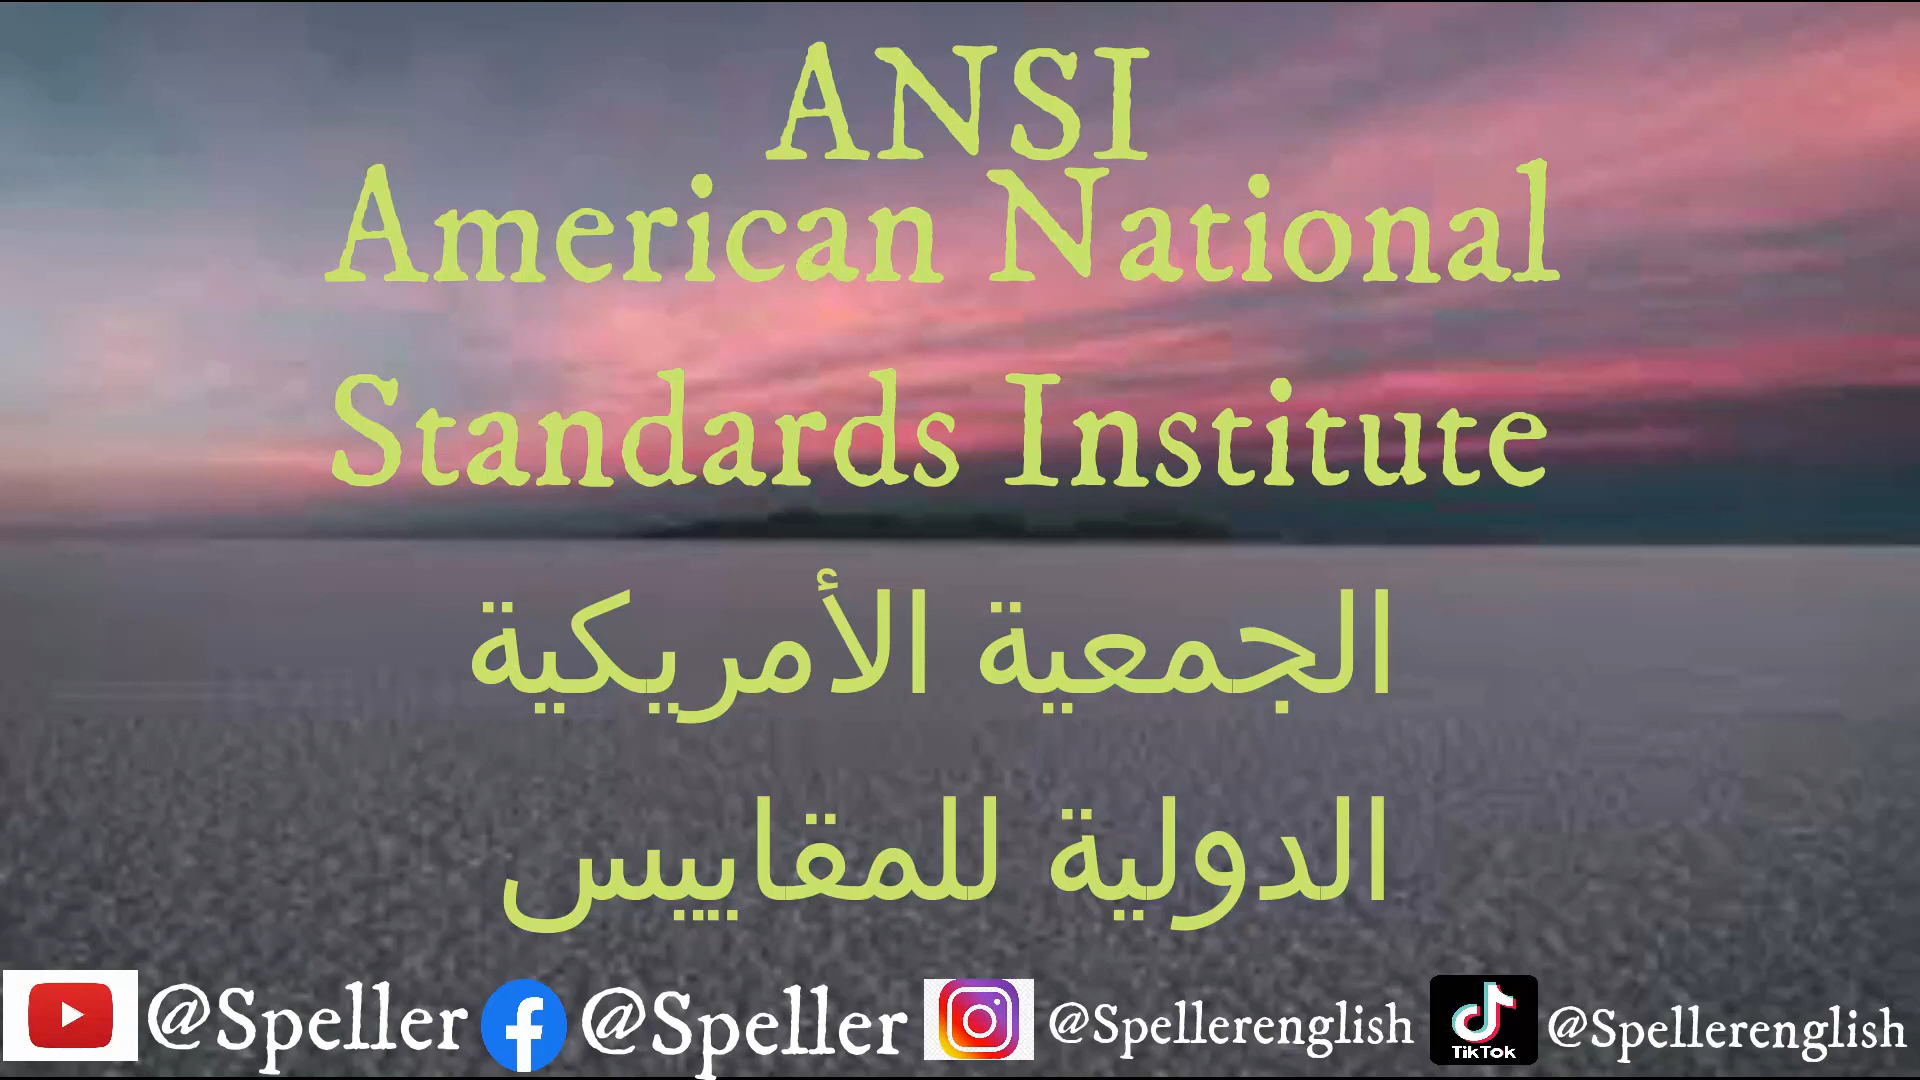 ANSI
American National
Standards Institute
الجمعية الأمريكية
الدولية للمقاييس
@Speller @Speller @Spellerenglish TikTok @Spellerenglish